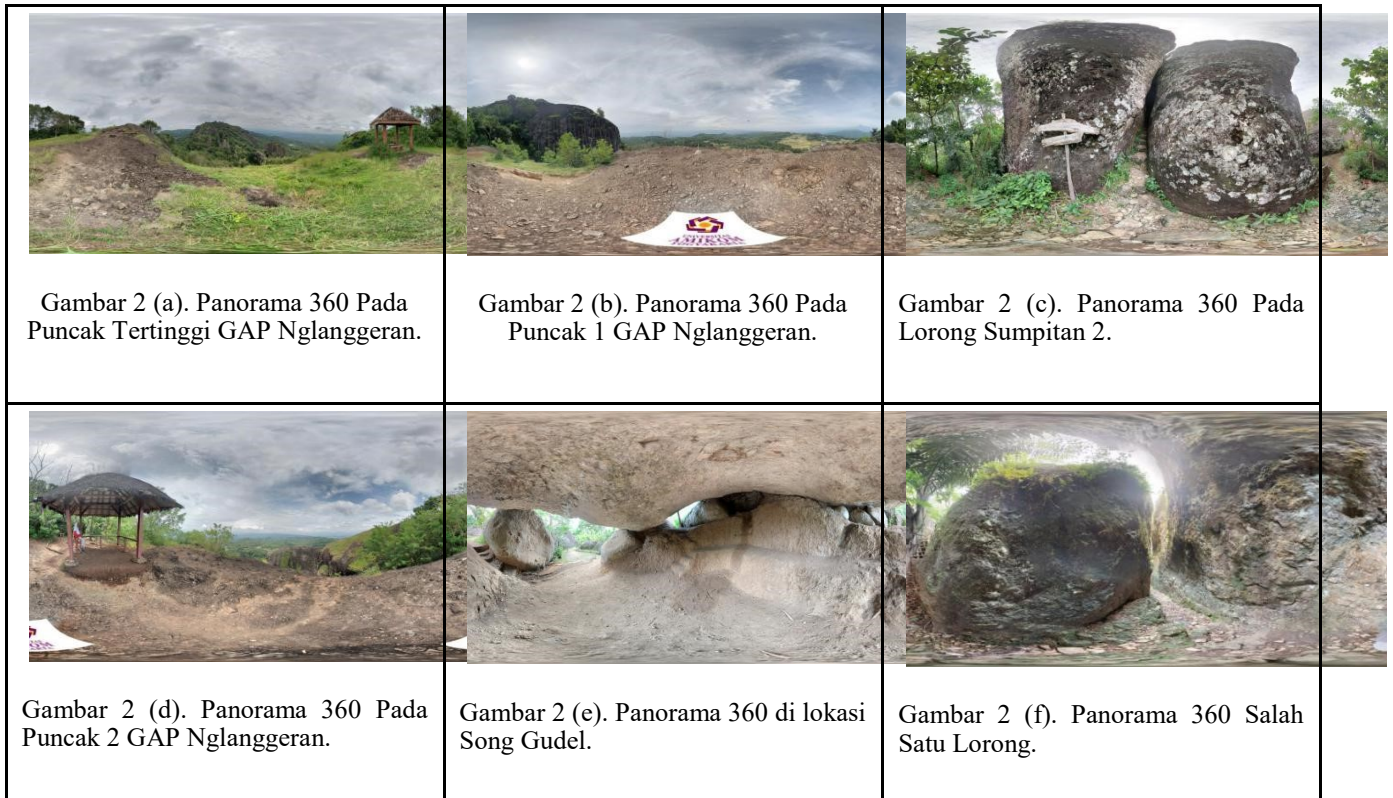 AMIKOM
Gambar 2 (a). Panorama 360 Pada
Puncak Tertinggi GAP Nglanggeran.
Gambar 2 (b). Panorama 360 Pada
Puncak 1 GAP Nglanggeran.
Gambar 2 (c). Panorama 360 Pada
Lorong Sumpitan 2.
Gambar 2 (d). Panorama 360 Pada
Puncak 2 GAP Nglanggeran.
Gambar 2 (e). Panorama 360 di lokasi
Song Gudel.
Gambar 2 (f). Panorama 360 Salah
Satu Lorong.